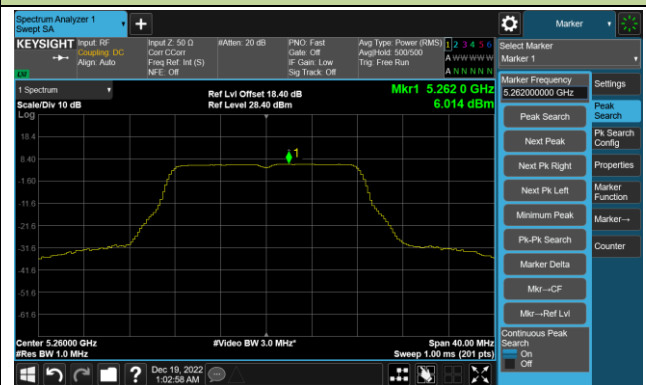 Spectrum Analyzer 1
Swept SA
Marker
KEYSIGHT
Input: RF
Coupling: DC
Align: Auto
Input Z: 50 Ω
Corr CCorr
Freq Ref: Int (S)
NFE: Off
#Atten: 20 dB
PNO: Fast
Gate: Off
IF Gain: Low
Sig Track: Off
Avg Type: Power (RMS)
Avg|Hold: 500/500
Trig: Free Run
1 2 3 4 5 6
A W W W W W
A N N N N N
Select Marker
Marker 1
1 Spectrum
Scale/Div 10 dB
Log
Ref Lvl Offset 18.40 dB
Ref Level 28.40 dBm
Mkr1 5.262 0 GHz
6.014 dBm
18.4
8.40
-1.60
-11.6
-21.6
-31.6
-41.6
-51.6
-61.6
1
Center 5.26000 GHz
#Res BW 1.0 MHz
#Video BW 3.0 MHz*
Span 40.00 MHz
Sweep 1.00 ms (201 pts)
Marker Frequency
5.262000000 GHz
Peak Search
Next Peak
Next Pk Right
Next Pk Left
Minimum Peak
Pk-Pk Search
Marker Delta
Mkr→CF
Mkr→Ref Lvl
Continuous Peak
Search
On
Off
Settings
Peak
Search
Pk Search
Config
Properties
Marker
Function
Marker→
Counter
Dec 19, 2022
1:02:58 AM